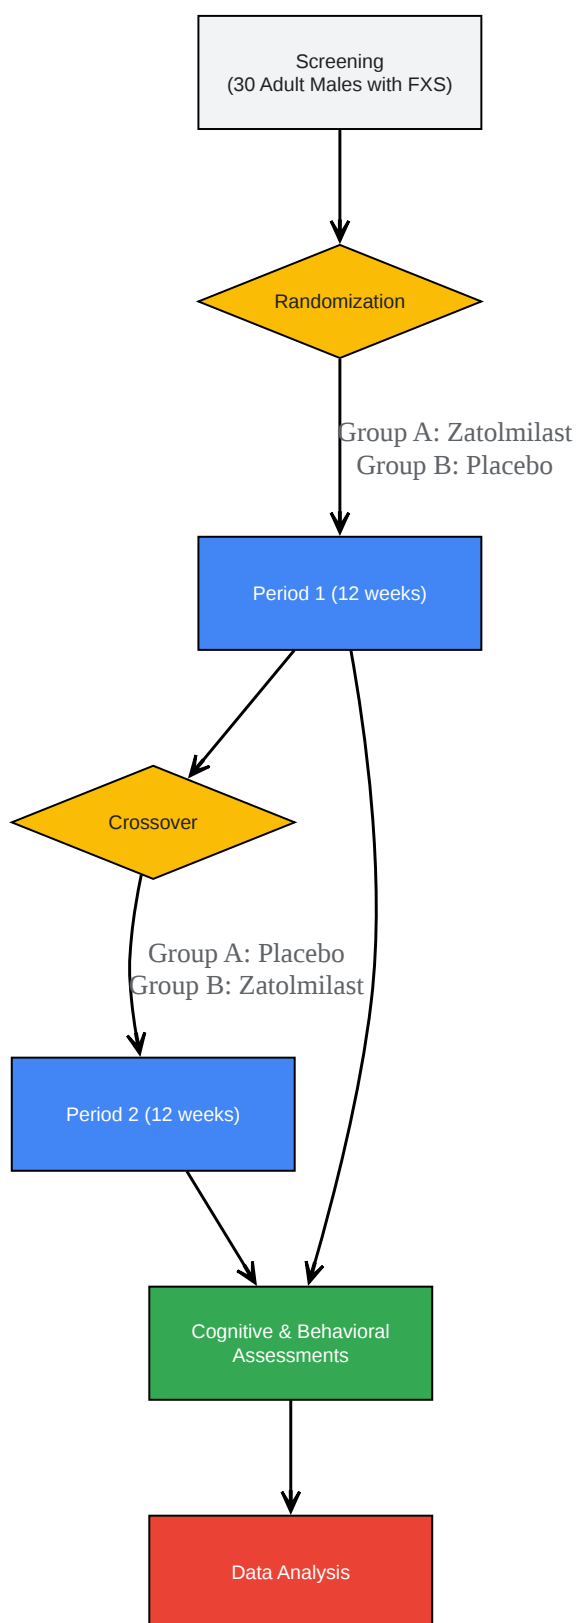 Screening
(30 Adult Males with FXS)
Randomization
Group A: Zatolmilast
Group B: Placebo
Period 1 (12 weeks)
Crossover
Group A: Placebo
Group B: Zatolmilast
Period 2 (12 weeks)
Cognitive & Behavioral
Assessments
Data Analysis